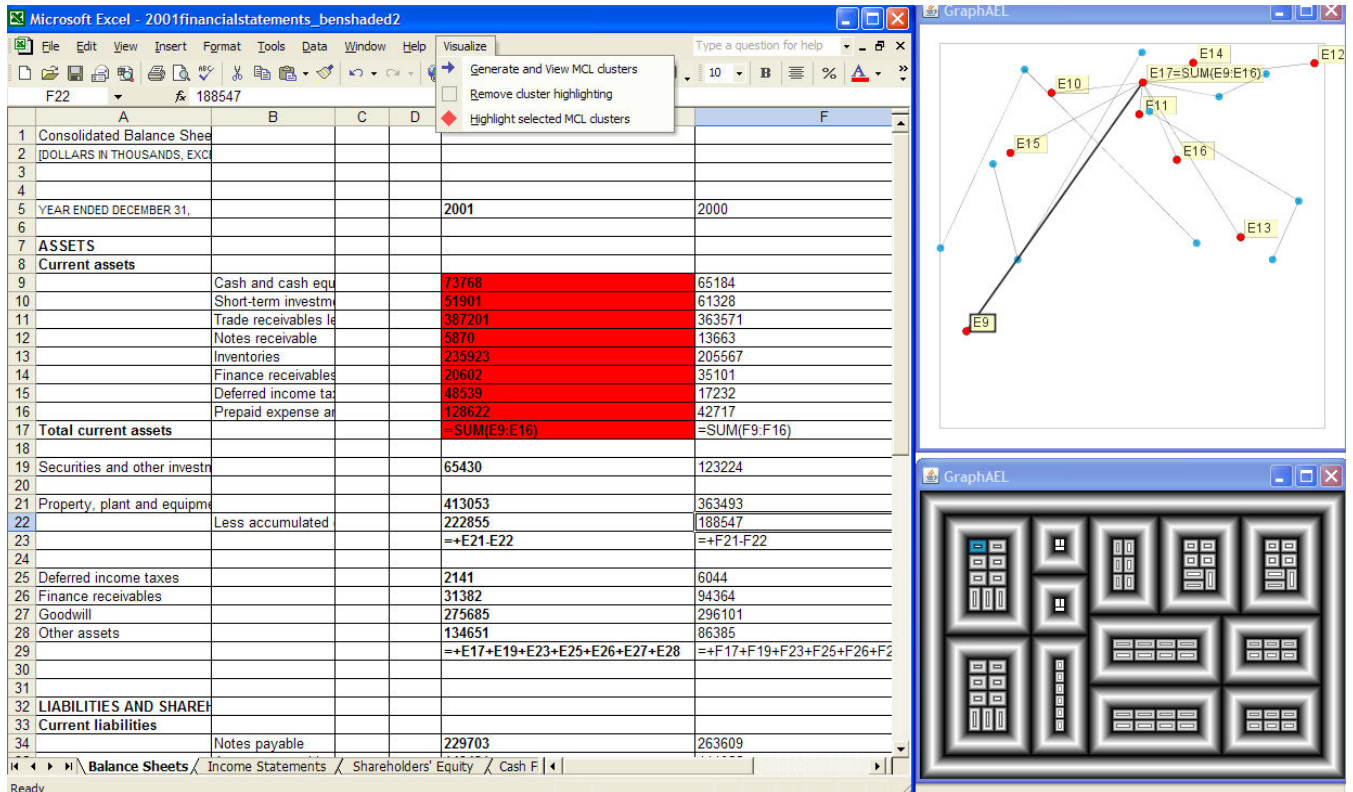 Microsoft Excel - 2001financialstatements_benshaded2
File Edit View Insert Format Tools Data Window Help Visualize Type a question for help
10 B % A
F22 fx 188547
Generate and View MCL clusters
Remove cluster highlighting
Highlight selected MCL clusters
A B C D F
1 Consolidated Balance Shee
2 [DOLLARS IN THOUSANDS, EXC
3
4
5 YEAR ENDED DECEMBER 31, 2001 2000
6
7 ASSETS
8 Current assets
9 Cash and cash equ 73768 65184
10 Short-term investm 51901 61328
11 Trade receivables le 387201 363571
12 Notes receivable 5870 13663
13 Inventories 235923 205567
14 Finance receivables 20602 35101
15 Deferred income tax 48539 17232
16 Prepaid expense an 128622 42717
17 Total current assets =SUM(E9:E16) =SUM(F9:F16)
18
19 Securities and other investn 65430 123224
20
21 Property, plant and equipme 413053 363493
22 Less accumulated 222855 188547
23 =+E21-E22 =+F21-F22
24
25 Deferred income taxes 2141 6044
26 Finance receivables 31382 94364
27 Goodwill 275685 296101
28 Other assets 134651 86385
29 =+E17+E19+E23+E25+E26+E27+E28 =+F17+F19+F23+F25+F26+F2
30
31
32 LIABILITIES AND SHAREH
33 Current liabilities
34 Notes payable 229703 263609
Balance Sheets Income Statements Shareholders' Equity Cash F
Ready
GraphAEL
E14
E12
E17=SUM(E9:E16)
E10
E11
E15
E16
E13
E9
GraphAEL